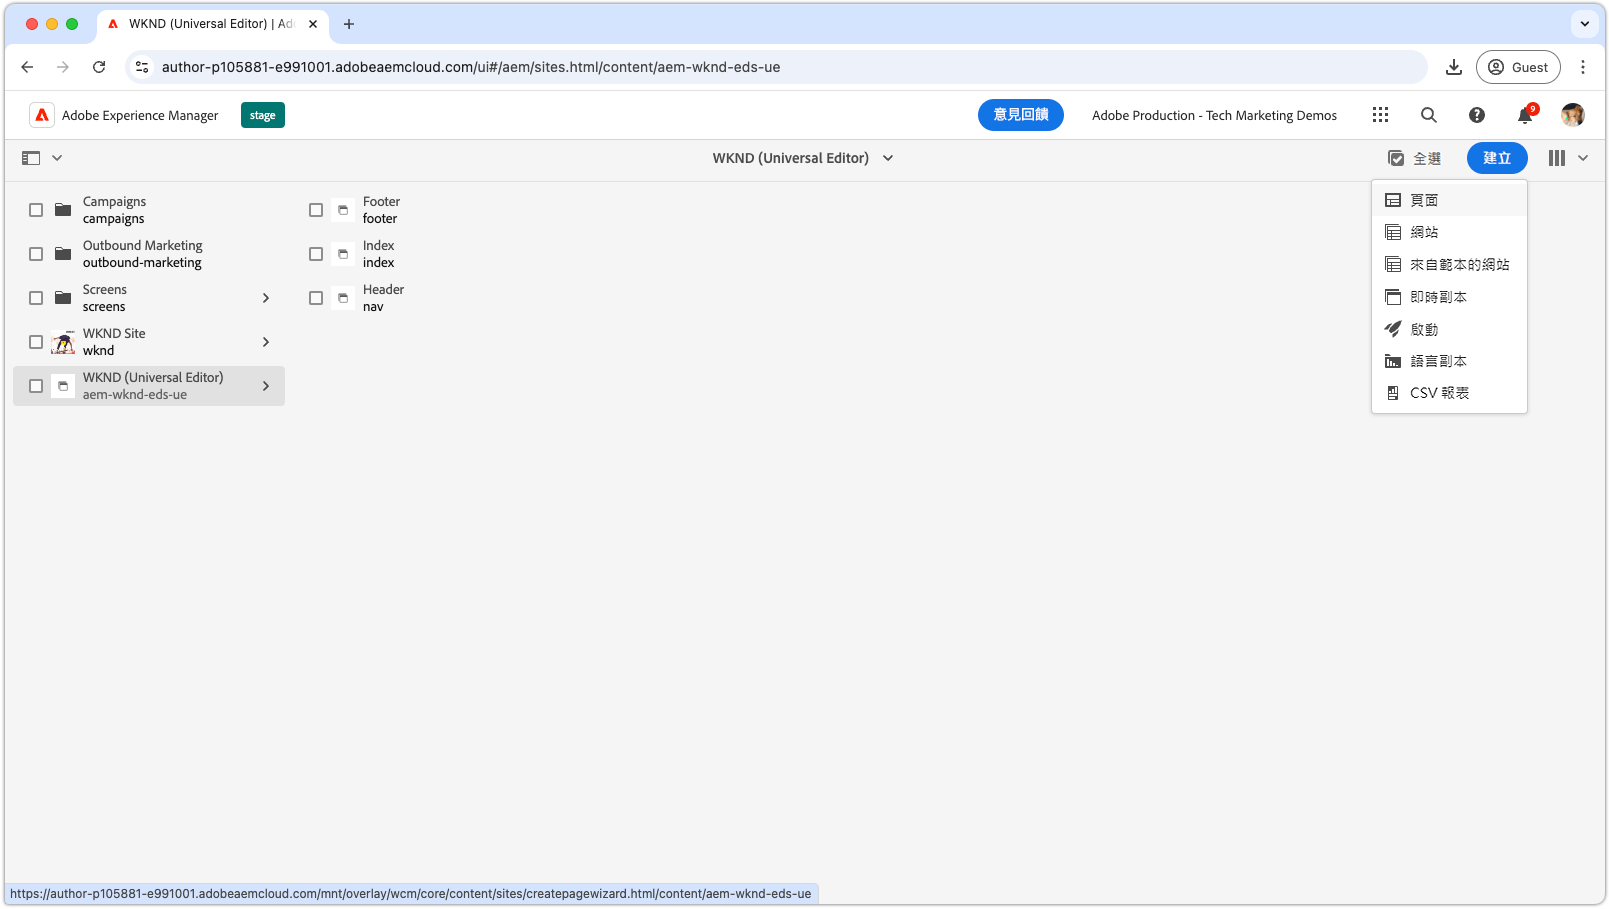 WKND (Universal Editor) | Ad
author-p105881-e991001.adobeaemcloud.com/ui#/aem/sites.html/content/aem-wknd-eds-ue
Guest
Adobe Experience Manager
stage
意見回饋
Adobe Production - Tech Marketing Demos
9
WKND (Universal Editor)
全選
建立
Campaigns
campaigns
Outbound Marketing
outbound-marketing
Screens
screens
WKND Site
wknd
WKND (Universal Editor)
aem-wknd-eds-ue
Footer
footer
Index
index
Header
nav
頁面
網站
來自範本的網站
即時副本
啟動
語言副本
CSV 報表
https://author-p105881-e991001.adobeaemcloud.com/mnt/overlay/wcm/core/content/sites/createpagewizard.html/content/aem-wknd-eds-ue